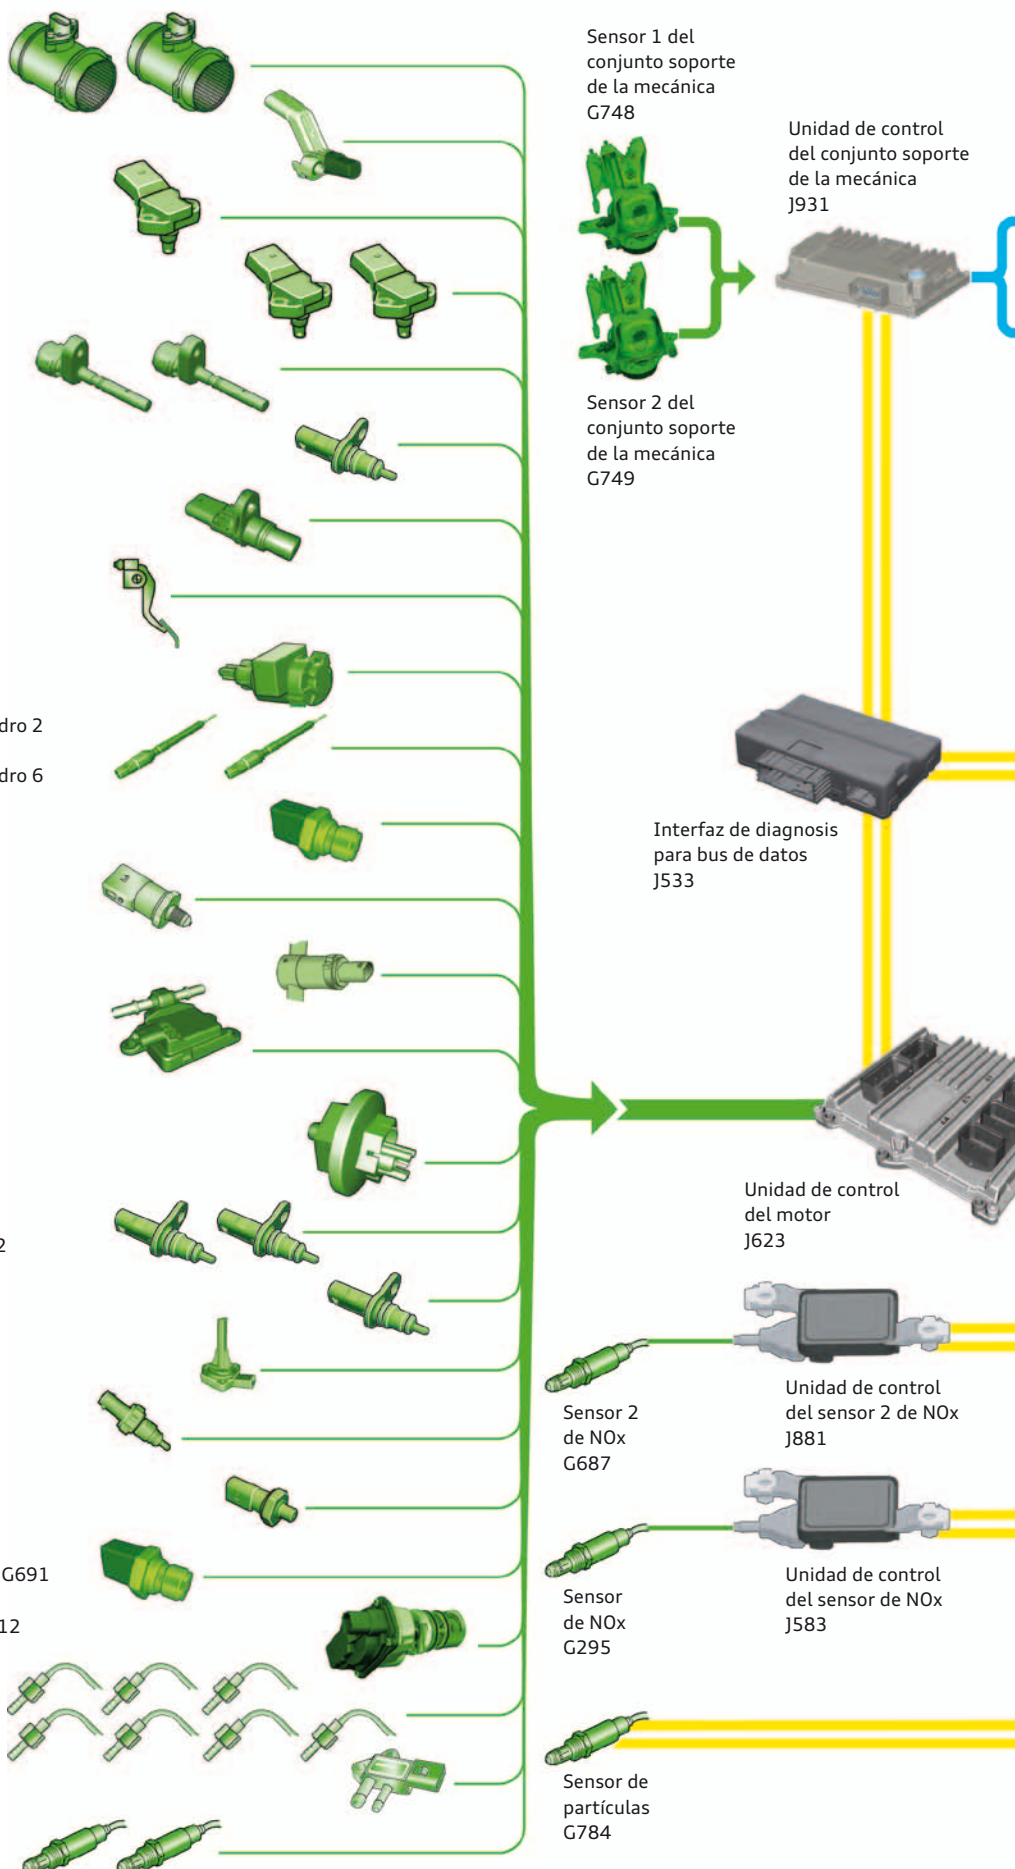 Sensor 1 del
conjunto soporte
de la mecánica
G748
Unidad de control
del conjunto soporte
de la mecánica
J931
Sensor 2 del
conjunto soporte
de la mecánica
G749
dro 2
dro 6
Interfaz de diagnosis
para bus de datos
J533
Unidad de control
del motor
J623
2
Sensor 2
de NOx
G687
Unidad de control
del sensor 2 de NOx
J881
G691
12
Sensor
de NOx
G295
Unidad de control
del sensor de NOx
J583
Sensor de
partículas
G784